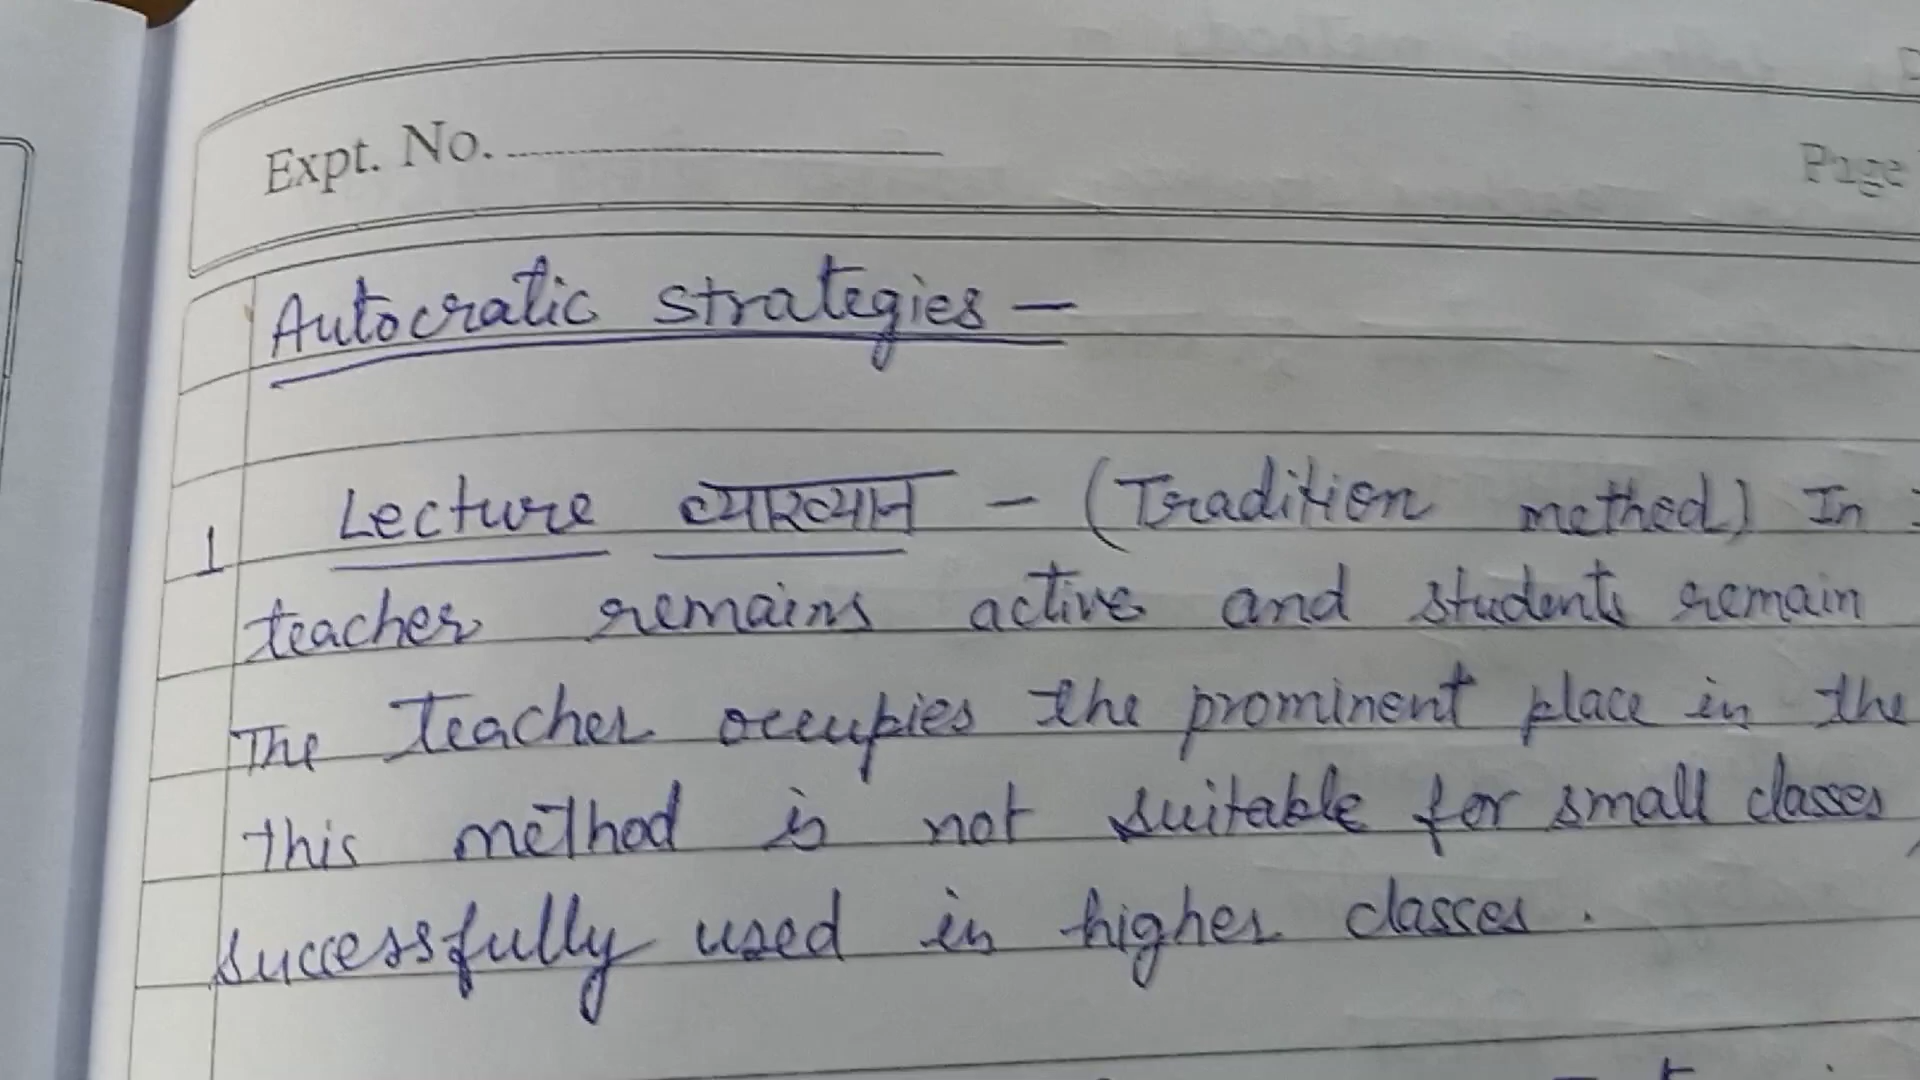 Expt. No.
Page
Autocratic strategies -
1 Lecture व्याख्यान - (Tradition method) In
teacher remains active and students remain
The teacher occupies the prominent place in the
this method is not suitable for small classes
successfully used in higher classes.